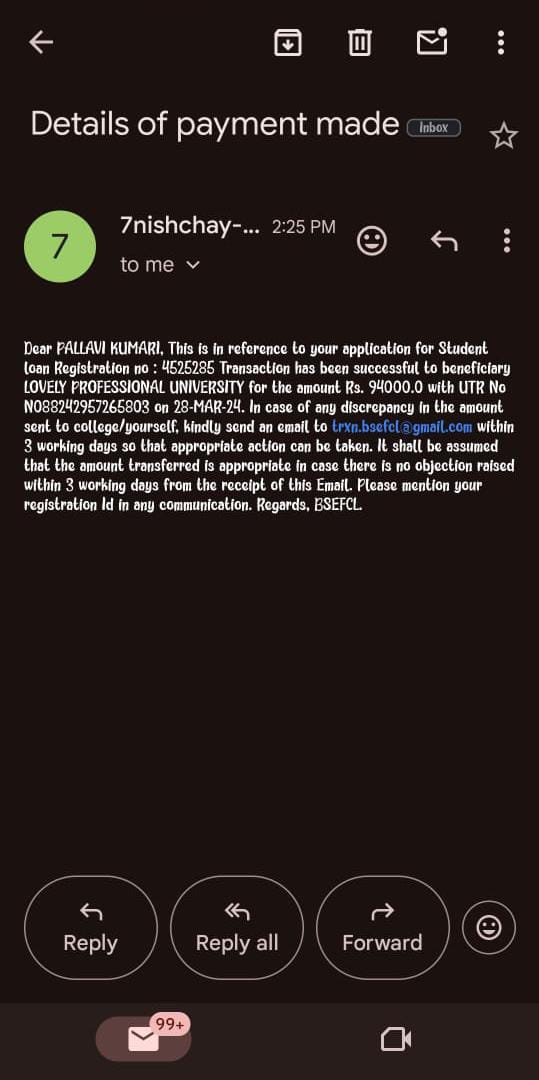 Details of payment made Inbox
7
7nishchay-... 2:25 PM
to me
Dear PALLAVI KUMARI, This is in reference to your application for Student
loan Registration no : 4525285 Transaction has been successful to beneficiary
LOVELY PROFESSIONAL UNIVERSITY for the amount Rs. 94000.0 with UTR No
N088242957265803 on 28-MAR-24. In case of any discrepancy in the amount
sent to college/yourself, kindly send an email to trxn.bsefcl@gmail.com within
3 working days so that appropriate action can be taken. It shall be assumed
that the amount transferred is appropriate in case there is no objection raised
within 3 working days from the receipt of this Email. Please mention your
registration Id in any communication. Regards, BSEFCL.
Reply Reply all Forward
99+